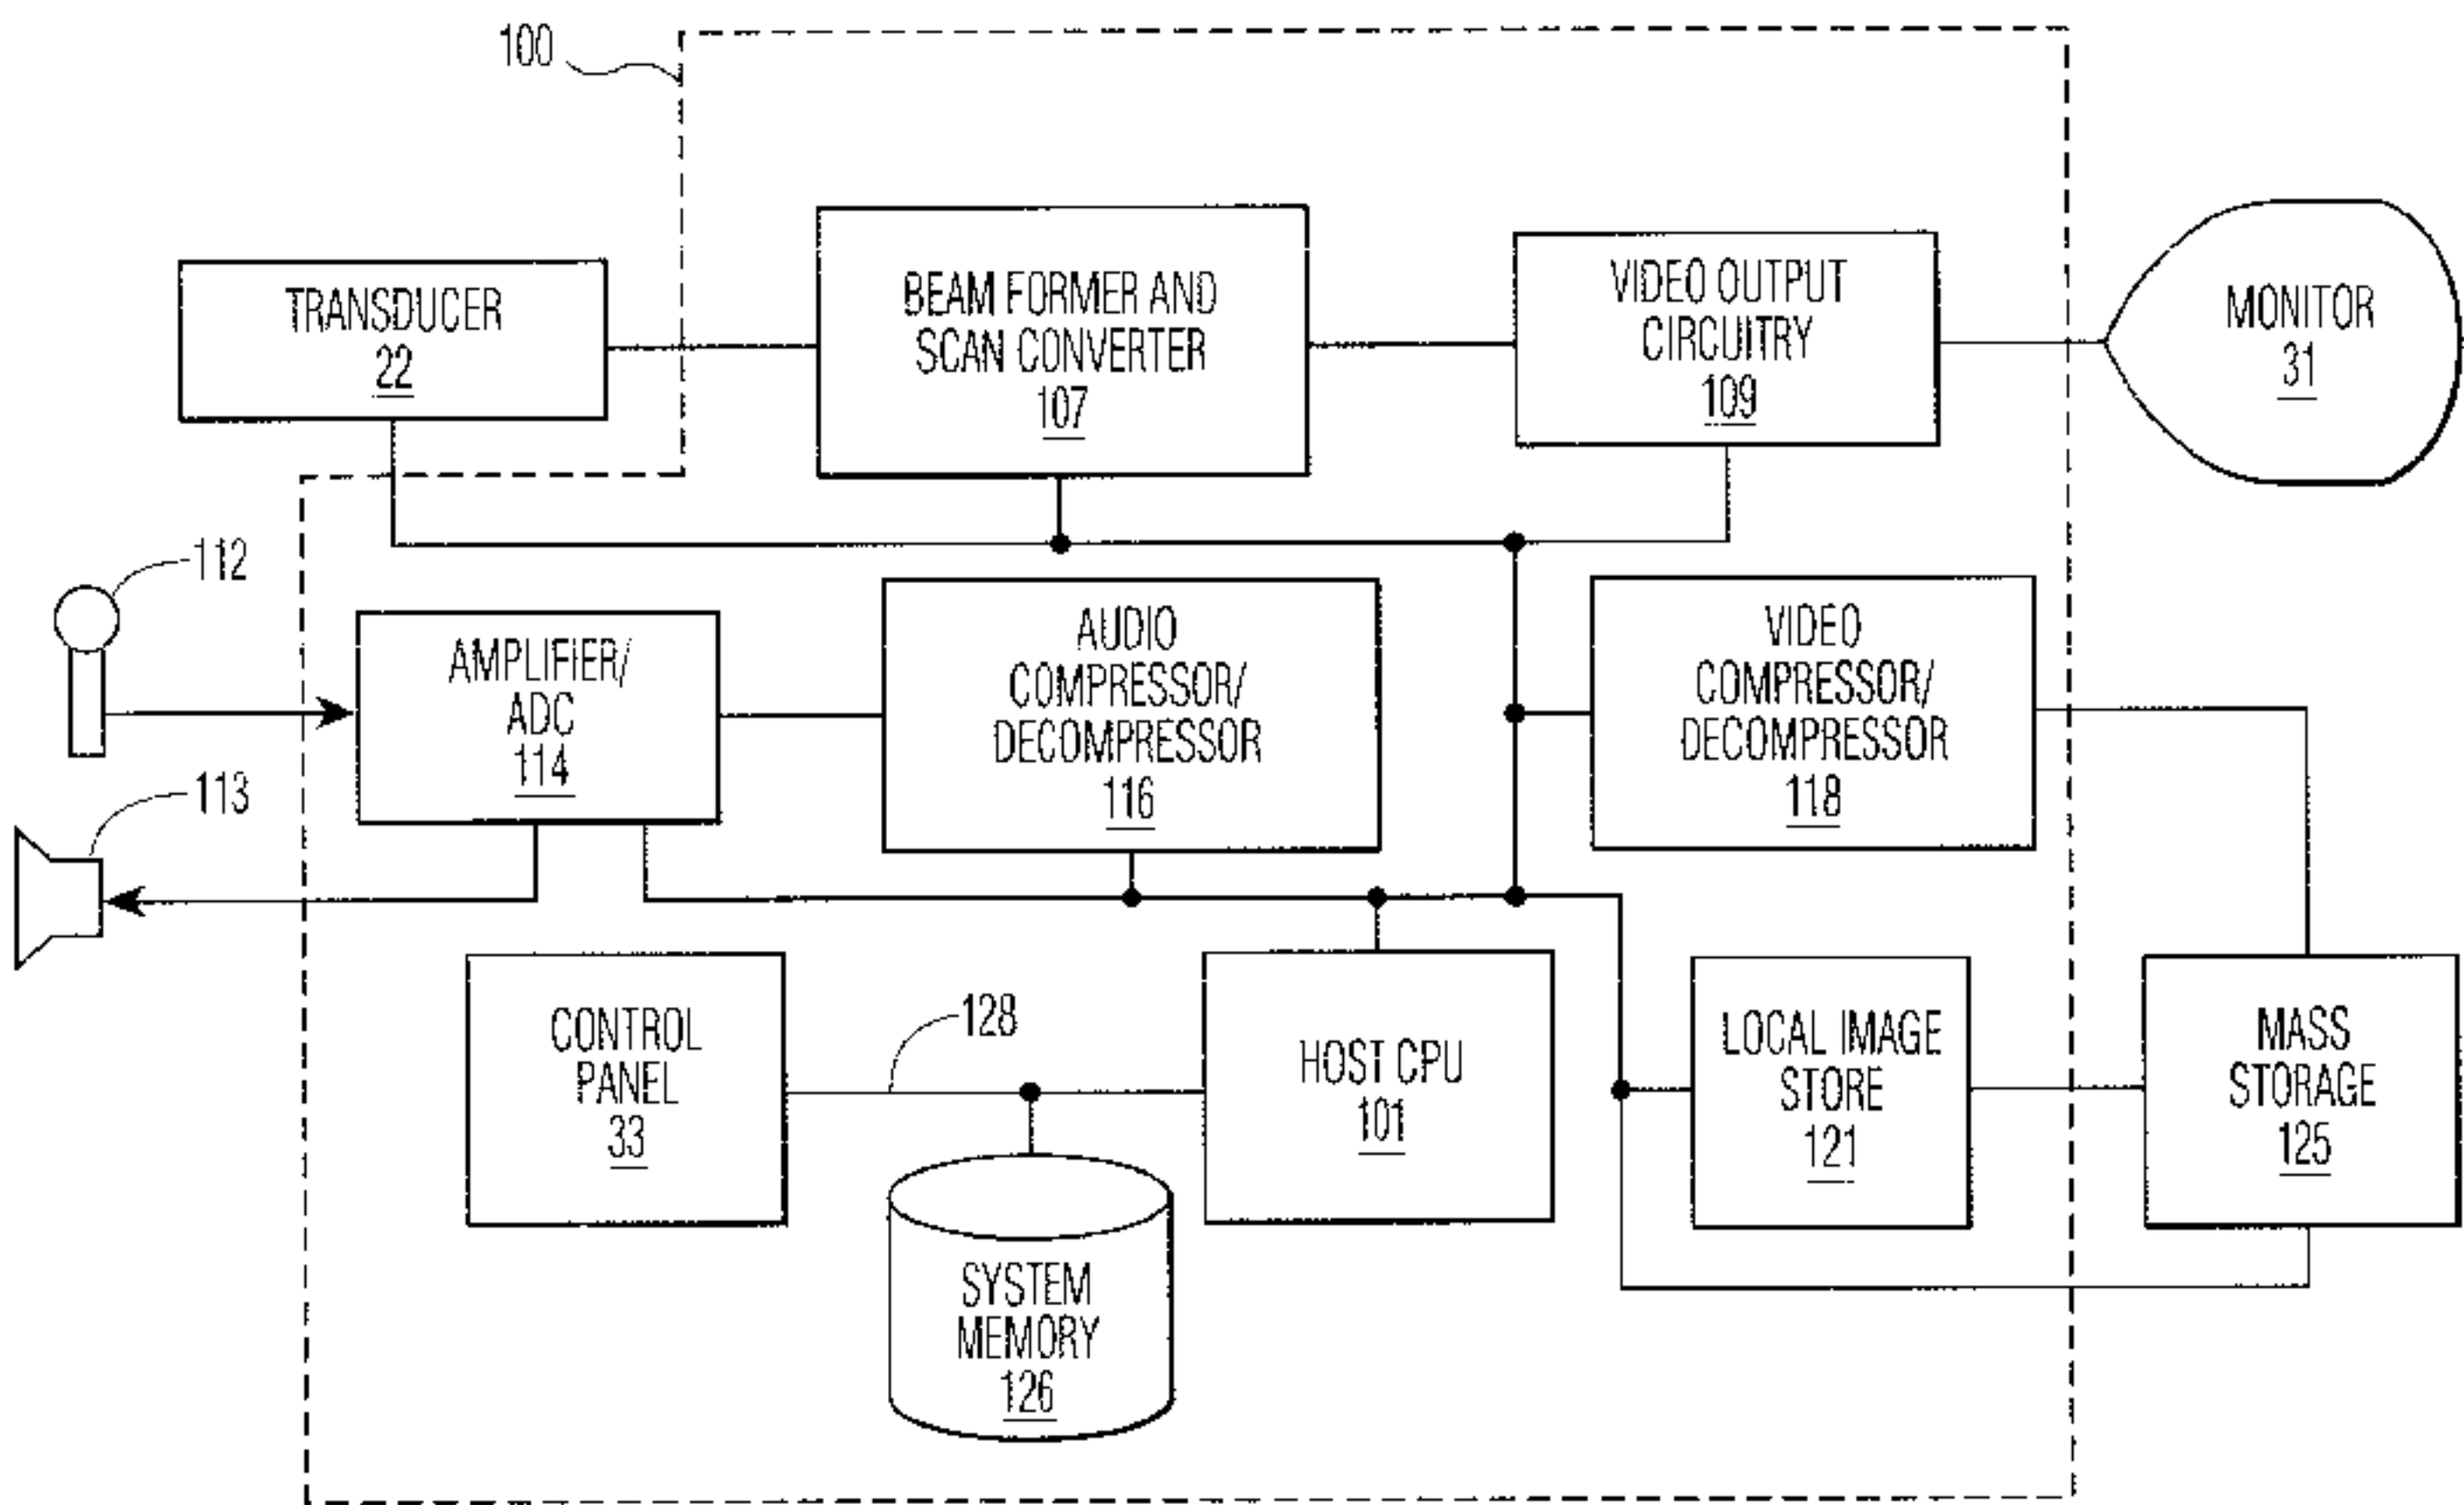 100
TRANSDUCER
22
BEAM FORMER AND
SCAN CONVERTER
107
VIDEO OUTPUT
CIRCUITRY
109
MONITOR
31
112
AMPLIFIER/
ADC
114
AUDIO
COMPRESSOR/
DECOMPRESSOR
116
VIDEO
COMPRESSOR/
DECOMPRESSOR
118
113
CONTROL
PANEL
33
128
HOST CPU
101
LOCAL IMAGE
STORE
121
MASS
STORAGE
125
SYSTEM
MEMORY
126